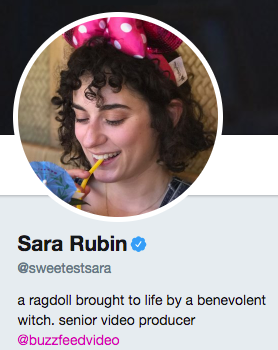 Sara Rubin
@sweetestsara
a ragdoll brought to life by a benevolent
witch. senior video producer
@buzzfeedvideo